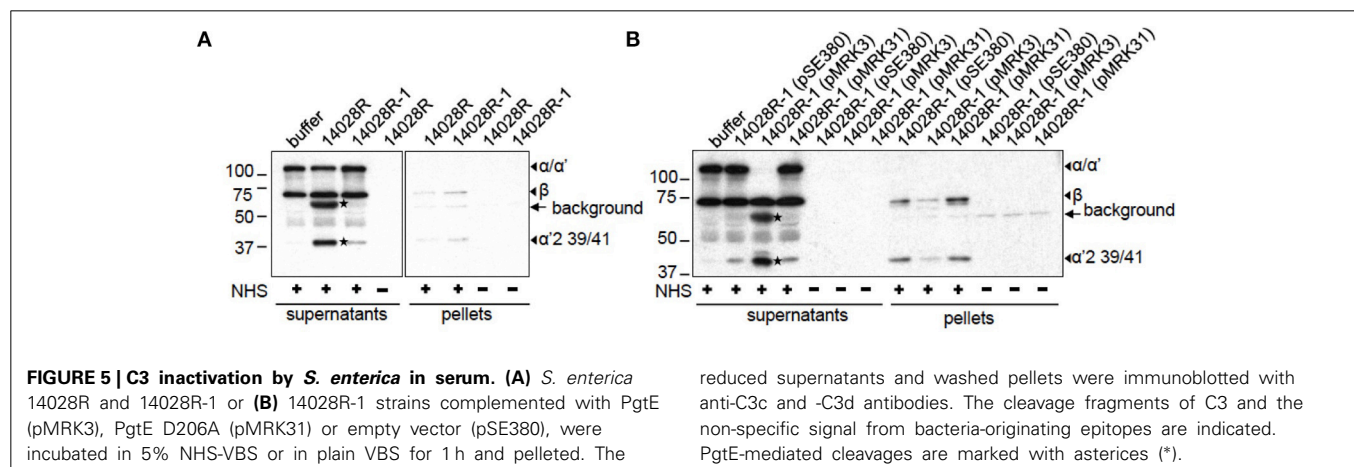 A
buffer
14028R
14028R-1
14028R
14028R
14028R-1
14028R
14028R-1
100
75
50
37
α/α'
β
background
α'2 39/41
★
★
NHS + + + - + + - -
supernatants pellets
B
buffer
14028R-1 (pSE380)
14028R-1 (pMRK3)
14028R-1 (pMRK31)
14028R-1 (pSE380)
14028R-1 (pMRK3)
14028R-1 (pMRK31)
14028R-1 (pSE380)
14028R-1 (pMRK3)
14028R-1 (pMRK31)
14028R-1 (pSE380)
14028R-1 (pMRK3)
14028R-1 (pMRK31)
100
75
50
37
α/α'
β
background
α'2 39/41
★
★
NHS + + + + - - - + + + - - -
supernatants pellets
FIGURE 5 | C3 inactivation by S. enterica in serum. (A) S. enterica
14028R and 14028R-1 or (B) 14028R-1 strains complemented with PgtE
(pMRK3), PgtE D206A (pMRK31) or empty vector (pSE380), were
incubated in 5% NHS-VBS or in plain VBS for 1 h and pelleted. The
reduced supernatants and washed pellets were immunoblotted with
anti-C3c and -C3d antibodies. The cleavage fragments of C3 and the
non-specific signal from bacteria-originating epitopes are indicated.
PgtE-mediated cleavages are marked with asterices (*).